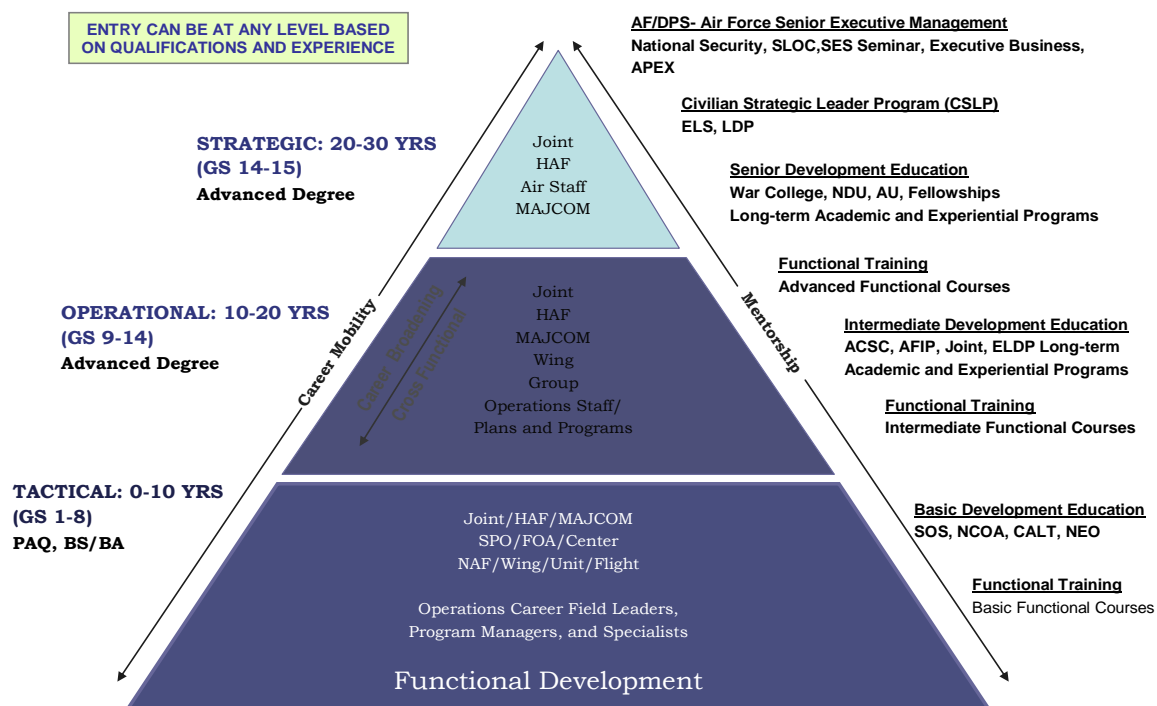 ENTRY CAN BE AT ANY LEVEL BASED
ON QUALIFICATIONS AND EXPERIENCE
AF/DPS- Air Force Senior Executive Management
National Security, SLOC,SES Seminar, Executive Business,
APEX
Civilian Strategic Leader Program (CSLP)
ELS, LDP
STRATEGIC: 20-30 YRS
(GS 14-15)
Advanced Degree
Joint
HAF
Air Staff
MAJCOM
Senior Development Education
War College, NDU, AU, Fellowships
Long-term Academic and Experiential Programs
Functional Training
Advanced Functional Courses
OPERATIONAL: 10-20 YRS
(GS 9-14)
Advanced Degree
Career Mobility
Career Broadening
Cross Functional
Joint
HAF
MAJCOM
Wing
Group
Operations Staff/
Plans and Programs
Mentorship
Intermediate Development Education
ACSC, AFIP, Joint, ELDP Long-term
Academic and Experiential Programs
Functional Training
Intermediate Functional Courses
TACTICAL: 0-10 YRS
(GS 1-8)
PAQ, BS/BA
Joint/HAF/MAJCOM
SPO/FOA/Center
NAF/Wing/Unit/Flight
Operations Career Field Leaders,
Program Managers, and Specialists
Functional Development
Basic Development Education
SOS, NCOA, CALT, NEO
Functional Training
Basic Functional Courses